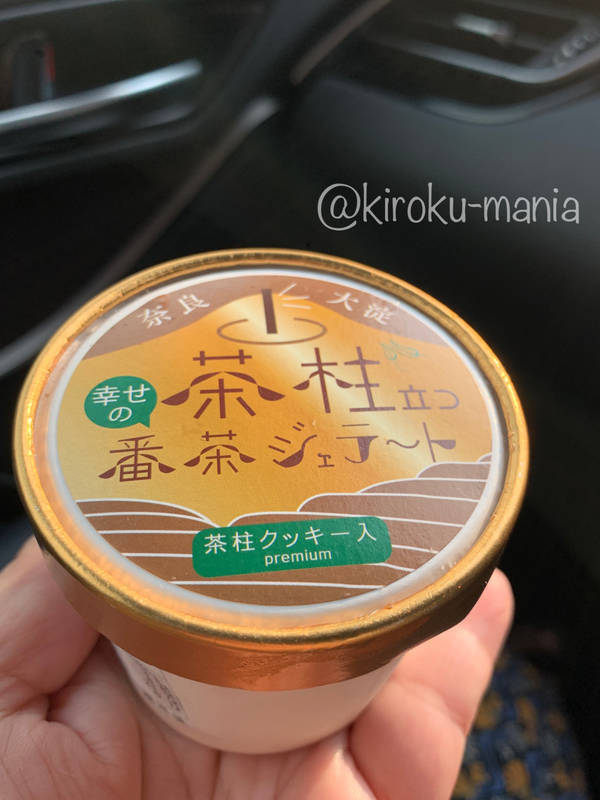 @kiroku-mania
奈良 大淀
幸せの
茶柱立つ
番茶ジェラート
茶柱クッキー入
premium